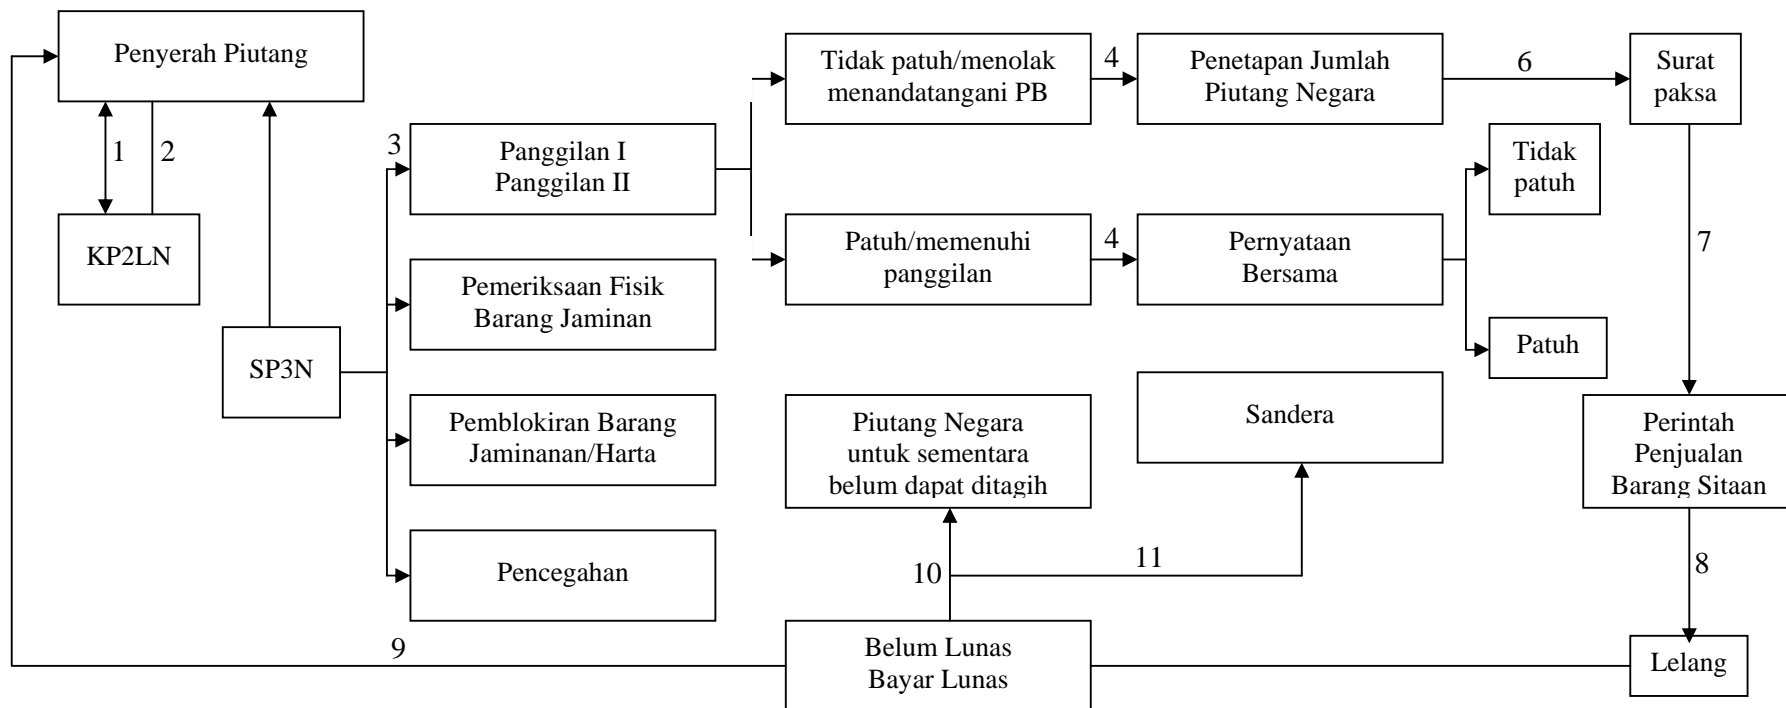 Penyerah Piutang
1
2
KP2LN
SP3N
3
Panggilan I
Panggilan II
Pemeriksaan Fisik
Barang Jaminan
Pemblokiran Barang
Jaminanan/Harta
Pencegahan
Tidak patuh/menolak
menandatangani PB
4
Penetapan Jumlah
Piutang Negara
6
Surat
paksa
Patuh/memenuhi
panggilan
4
Pernyataan
Bersama
Tidak
patuh
Patuh
7
Piutang Negara
untuk sementara
belum dapat ditagih
Sandera
Perintah
Penjualan
Barang Sitaan
10
11
8
9
Belum Lunas
Bayar Lunas
Lelang